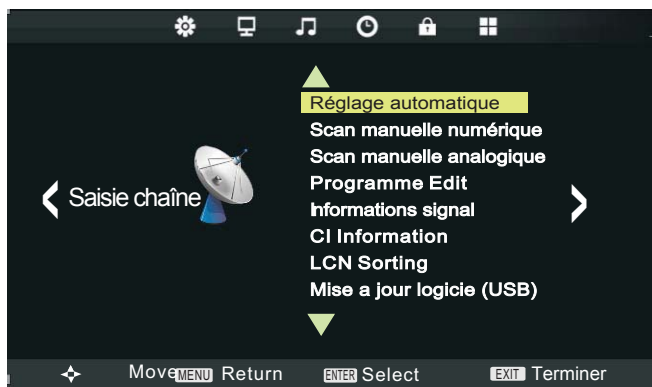 Réglage automatique
Scan manuelle numérique
Scan manuelle analogique
Saisie chaîne
Programme Edit
Informations signal
CI Information
LCN Sorting
Mise a jour logicie (USB)
Move MENU Return ENTER Select EXIT Terminer